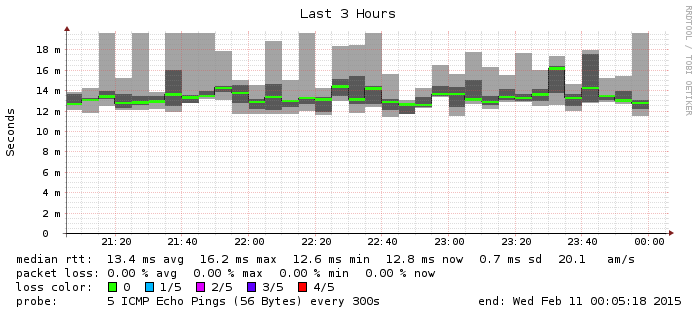 Last 3 Hours
RRDTOOL / TOBI OETIKER
Seconds
18 m
16 m
14 m
12 m
10 m
8 m
6 m
4 m
2 m
0
21:20 21:40 22:00 22:20 22:40 23:00 23:20 23:40 00:00
median rtt: 13.4 ms avg 16.2 ms max 12.6 ms min 12.8 ms now 0.7 ms sd 20.1 am/s
packet loss: 0.00 % avg 0.00 % max 0.00 % min 0.00 % now
loss color: 0 1/5 2/5 3/5 4/5
probe: 5 ICMP Echo Pings (56 Bytes) every 300s end: Wed Feb 11 00:05:18 2015